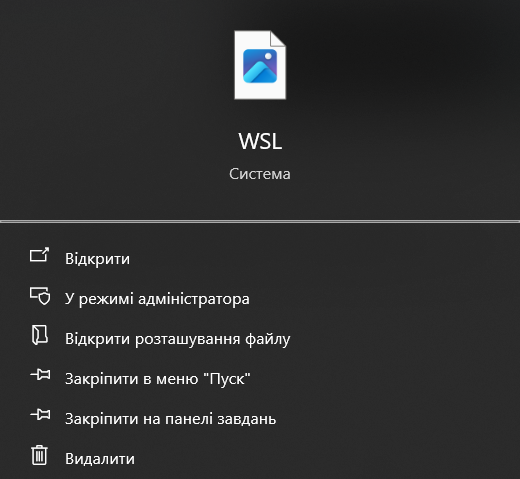 WSL
Система
Відкрити
У режимі адміністратора
Відкрити розташування файлу
Закріпити в меню "Пуск"
Закріпити на панелі завдань
Видалити